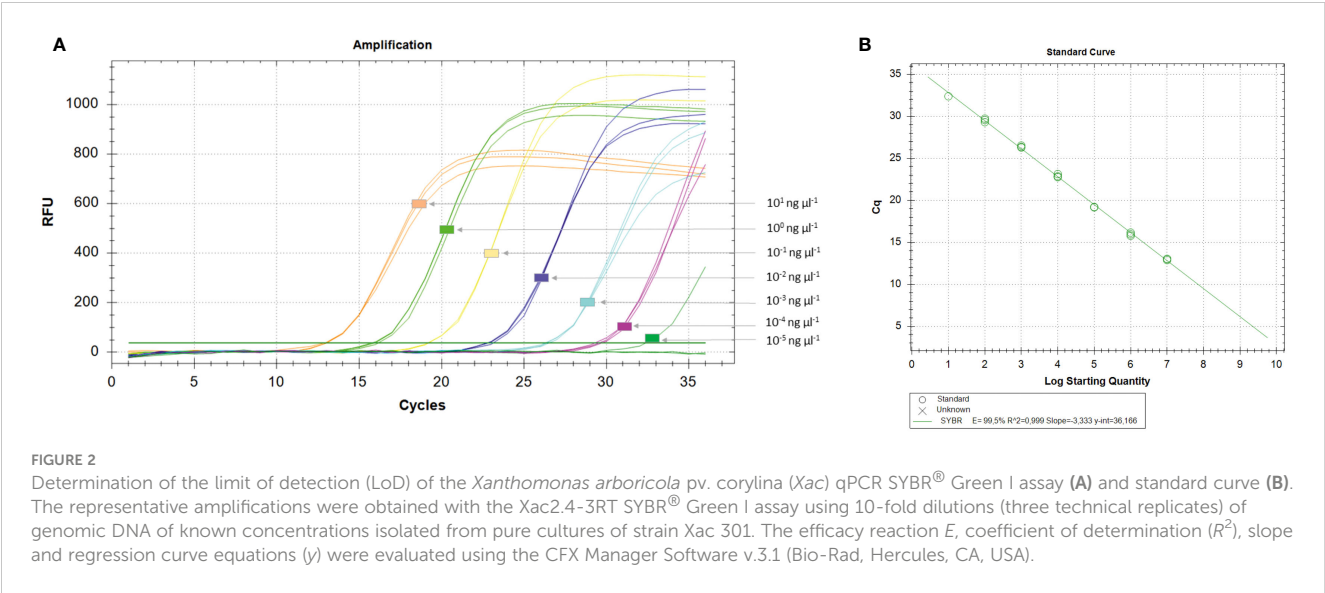 A
Amplification
RFU
1000
800
600
400
200
0
0 5 10 15 20 25 30 35
Cycles
10¹ ng µl⁻¹
10⁰ ng µl⁻¹
10⁻¹ ng µl⁻¹
10⁻² ng µl⁻¹
10⁻³ ng µl⁻¹
10⁻⁴ ng µl⁻¹
10⁻⁵ ng µl⁻¹
B
Standard Curve
Cq
35
30
25
20
15
10
5
0 1 2 3 4 5 6 7 8 9 10
Log Starting Quantity
Standard
Unknown
SYBR E= 99,5% R^2=0,999 Slope=-3,333 y-int=36,166
FIGURE 2
Determination of the limit of detection (LoD) of the Xanthomonas arboricola pv. corylina (Xac) qPCR SYBR® Green I assay (A) and standard curve (B).
The representative amplifications were obtained with the Xac2.4-3RT SYBR® Green I assay using 10-fold dilutions (three technical replicates) of
genomic DNA of known concentrations isolated from pure cultures of strain Xac 301. The efficacy reaction E, coefficient of determination (R²), slope
and regression curve equations (y) were evaluated using the CFX Manager Software v.3.1 (Bio-Rad, Hercules, CA, USA).